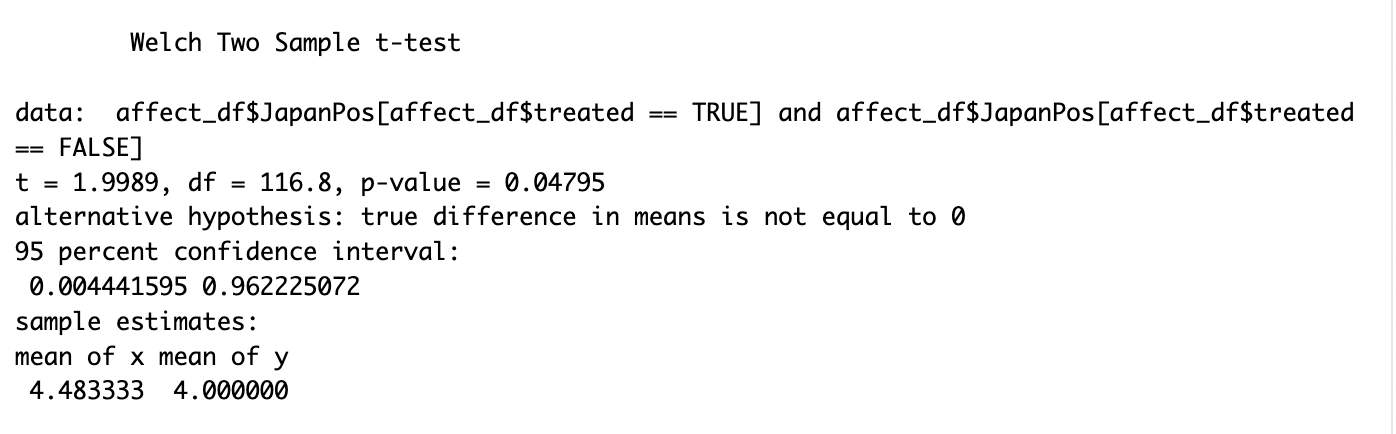 Welch Two Sample t-test
data:  affect_df$JapanPos[affect_df$treated == TRUE] and affect_df$JapanPos[affect_df$treated
== FALSE]
t = 1.9989, df = 116.8, p-value = 0.04795
alternative hypothesis: true difference in means is not equal to 0
95 percent confidence interval:
 0.004441595 0.962225072
sample estimates:
mean of x mean of y
 4.483333  4.000000